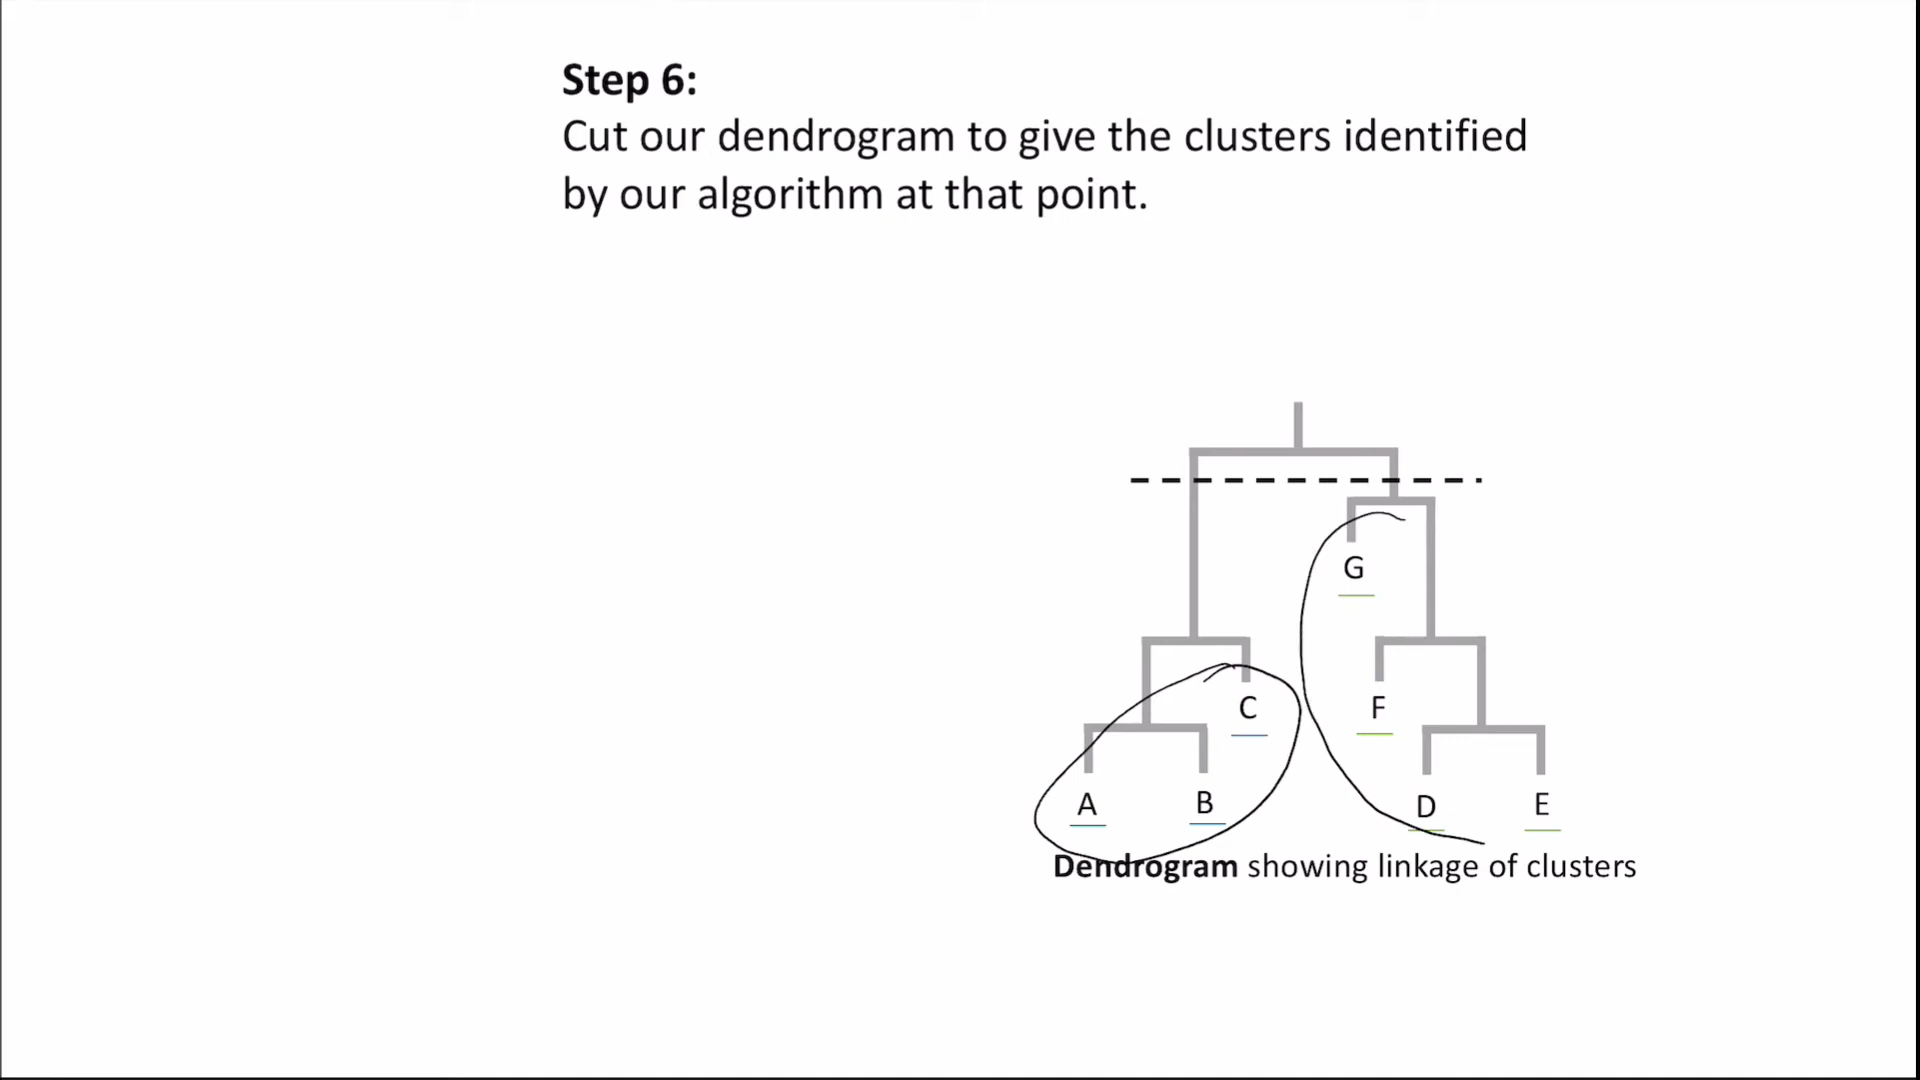 Step 6:
Cut our dendrogram to give the clusters identified
by our algorithm at that point.
G
C
F
A
B
D
E
Dendrogram showing linkage of clusters